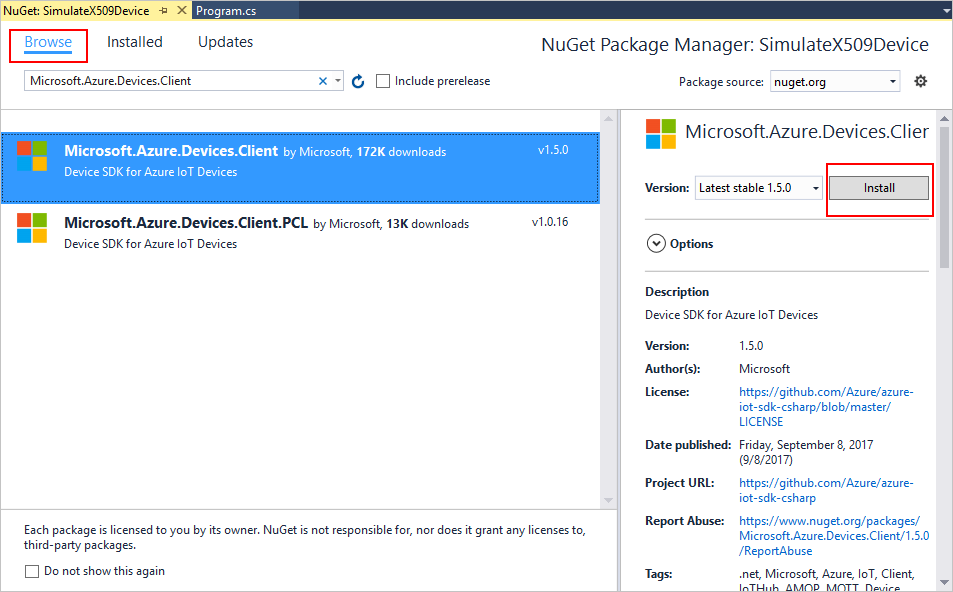 NuGet: SimulateX509Device
Program.cs
Browse
Installed
Updates
NuGet Package Manager: SimulateX509Device
Microsoft.Azure.Devices.Client
Include prerelease
Package source: nuget.org
Microsoft.Azure.Devices.Client by Microsoft, 172K downloads
v1.5.0
Device SDK for Azure IoT Devices
Microsoft.Azure.Devices.Client.PCL by Microsoft, 13K downloads
v1.0.16
Device SDK for Azure IoT Devices
Each package is licensed to you by its owner. NuGet is not responsible for, nor does it grant any licenses to,
third-party packages.
Do not show this again
Microsoft.Azure.Devices.Clier
Version: Latest stable 1.5.0
Install
Options
Description
Device SDK for Azure IoT Devices
Version: 1.5.0
Author(s): Microsoft
License: https://github.com/Azure/azure-
iot-sdk-csharp/blob/master/
LICENSE
Date published: Friday, September 8, 2017
(9/8/2017)
Project URL: https://github.com/Azure/azure-
iot-sdk-csharp
Report Abuse: https://www.nuget.org/packages/
Microsoft.Azure.Devices.Client/1.5.0
/ReportAbuse
Tags: .net, Microsoft, Azure, IoT, Client,
IoTHub, AMQP, MQTT, Device